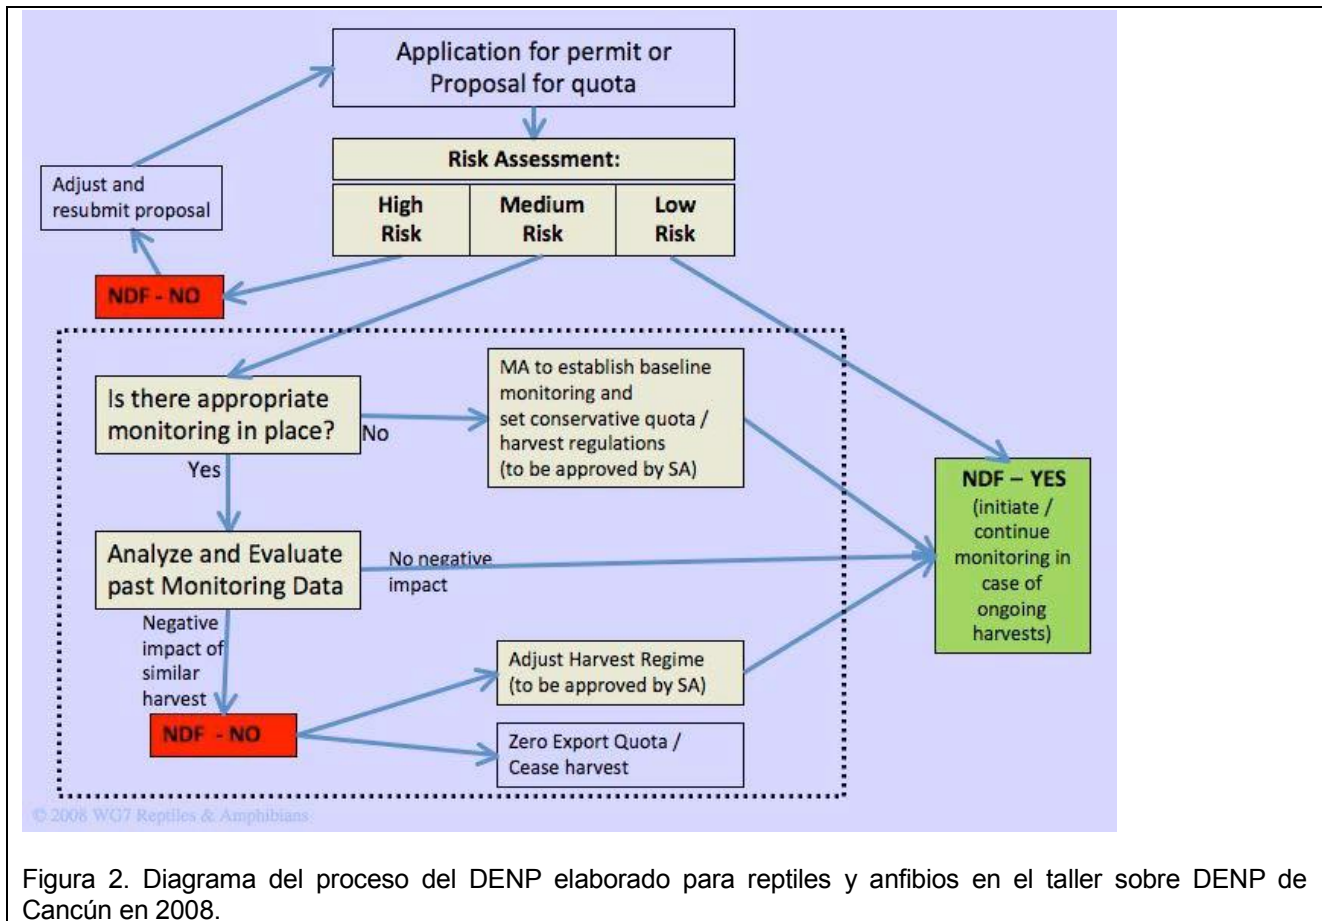 Application for permit or
Proposal for quota
Risk Assessment:
High
Risk
Medium
Risk
Low
Risk
Adjust and
resubmit proposal
NDF - NO
Is there appropriate
monitoring in place?
No
Yes
MA to establish baseline
monitoring and
set conservative quota /
harvest regulations
(to be approved by SA)
NDF – YES
(initiate /
continue
monitoring in
case of
ongoing
harvests)
Analyze and Evaluate
past Monitoring Data
No negative
impact
Negative
impact of
similar
harvest
Adjust Harvest Regime
(to be approved by SA)
NDF - NO
Zero Export Quota /
Cease harvest
© 2008 WG7 Reptiles & Amphibians
Figura 2. Diagrama del proceso del DENP elaborado para reptiles y anfibios en el taller sobre DENP de
Cancún en 2008.